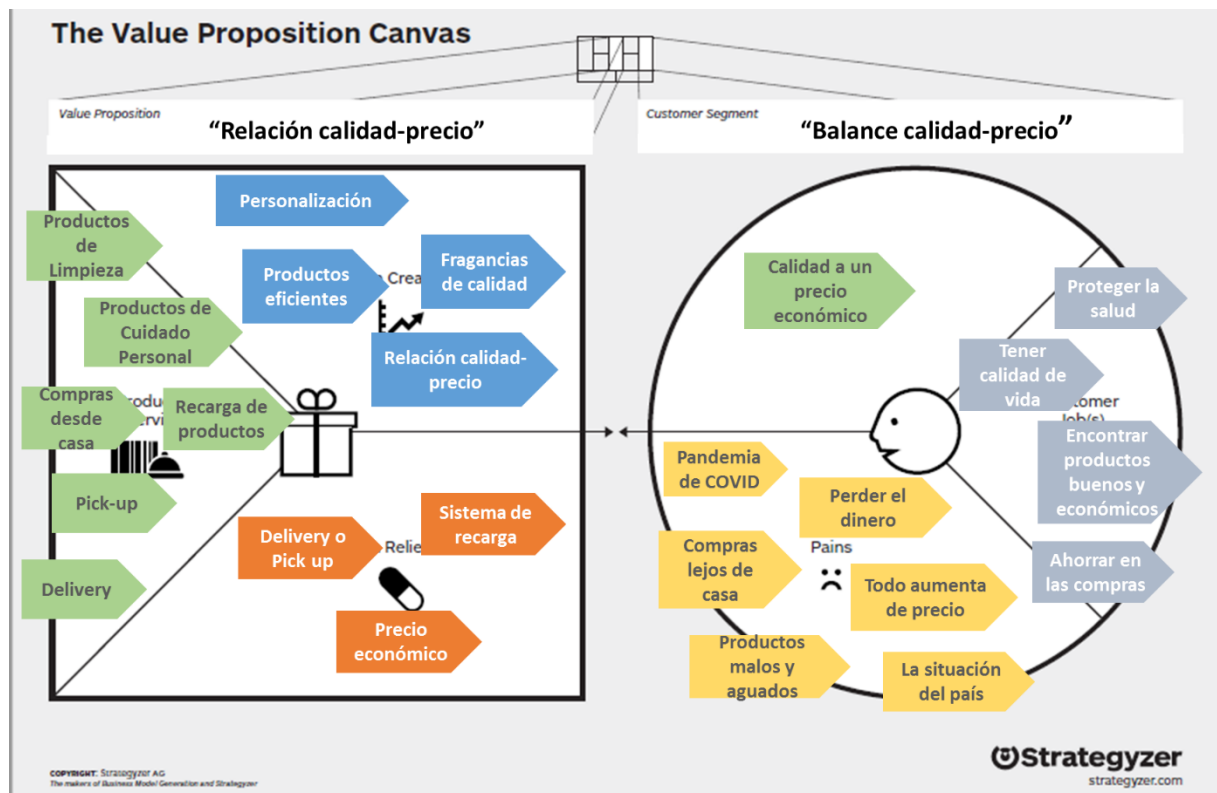 The Value Proposition Canvas
Value Proposition
“Relación calidad-precio”
Customer Segment
“Balance calidad-precio”
Personalización
Productos
de
Limpieza
Productos
eficientes
Crea
Fragancias
de calidad
Productos de
Cuidado
Personal
Relación calidad-
precio
Compras
desde
casa
Recarga de
productos
Pick-up
Delivery
Delivery o
Pick up
Relie
Sistema de
recarga
Precio
económico
Calidad a un
precio
económico
Proteger la
salud
Tener
calidad de
vida
Encontrar
productos
buenos y
económicos
Ahorrar en
las compras
Pandemia
de COVID
Perder el
dinero
Compras
lejos de
casa
Pains
Todo aumenta
de precio
Productos
malos y
aguados
La situación
del país
COPYRIGHT: Strategyzer AG
The makers of Business Model Generation and Strategyzer
Strategyzer
strategyzer.com